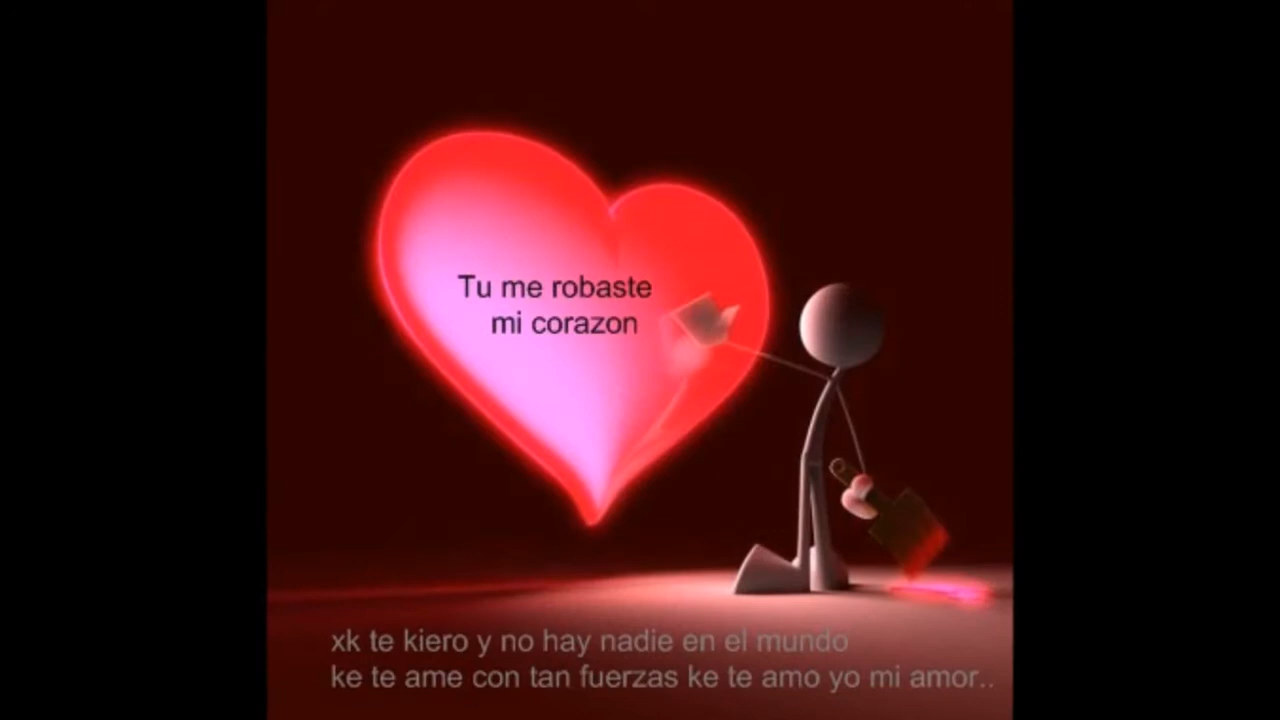 Tu me robaste
mi corazon
xk te kiero y no hay nadie en el mundo
ke te ame con tan fuerzas ke te amo yo mi amor..